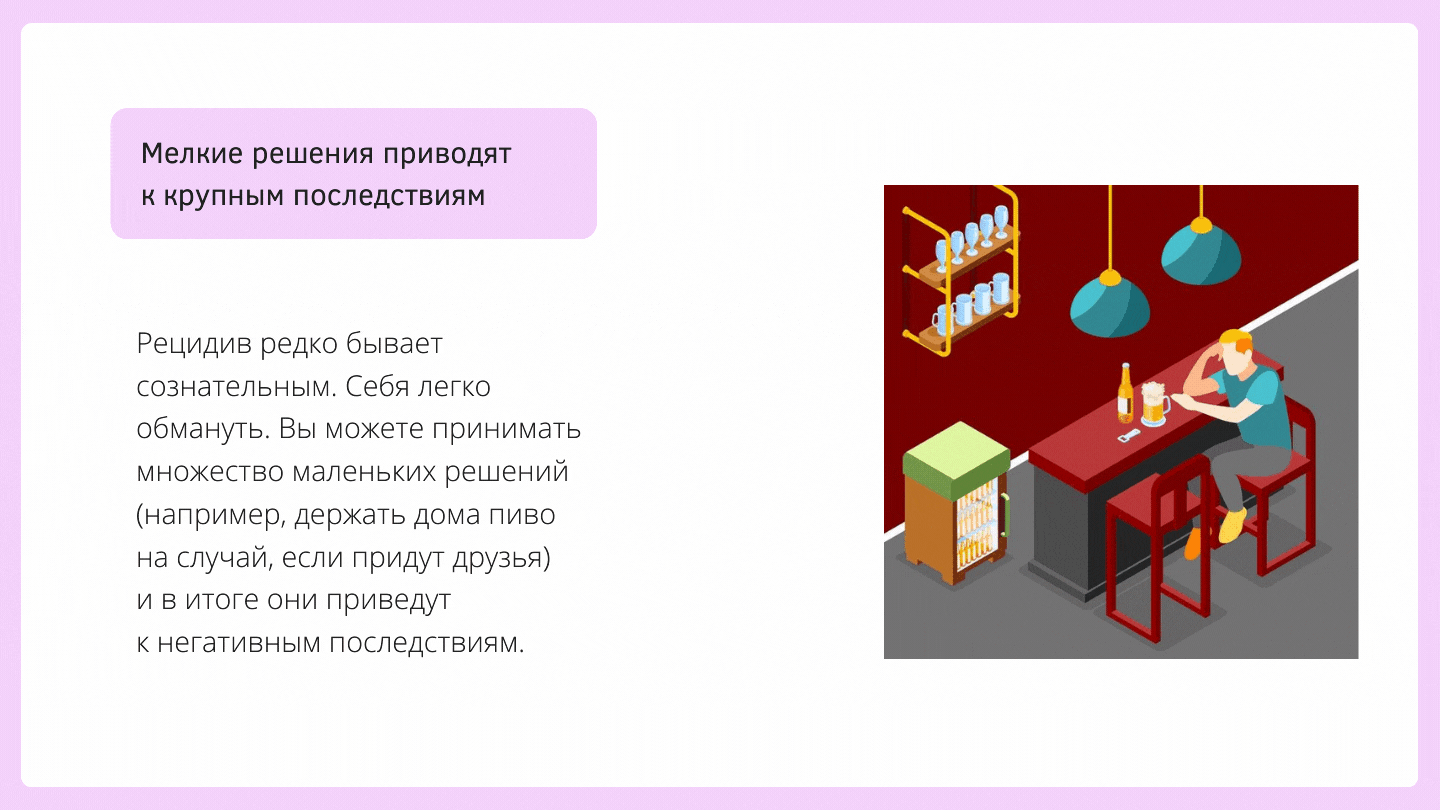 Мелкие решения приводят
к крупным последствиям
Рецидив редко бывает
сознательным. Себя легко
обмануть. Вы можете принимать
множество маленьких решений
(например, держать дома пиво
на случай, если придут друзья)
и в итоге они приведут
к негативным последствиям.